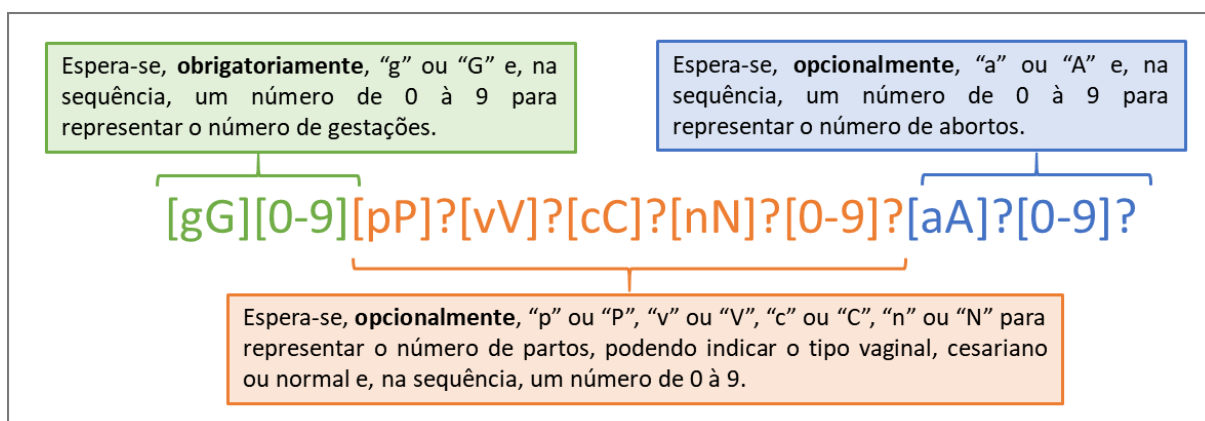 Espera-se, obrigatoriamente, “g” ou “G” e, na
sequência, um número de 0 à 9 para
representar o número de gestações.
Espera-se, opcionalmente, “a” ou “A” e, na
sequência, um número de 0 à 9 para
representar o número de abortos.
[gG][0-9][pP]?[vV]?[cC]?[nN]?[0-9]?[aA]?[0-9]?
Espera-se, opcionalmente, “p” ou “P”, “v” ou “V”, “c” ou “C”, “n” ou “N” para
representar o número de partos, podendo indicar o tipo vaginal, cesariano
ou normal e, na sequência, um número de 0 à 9.